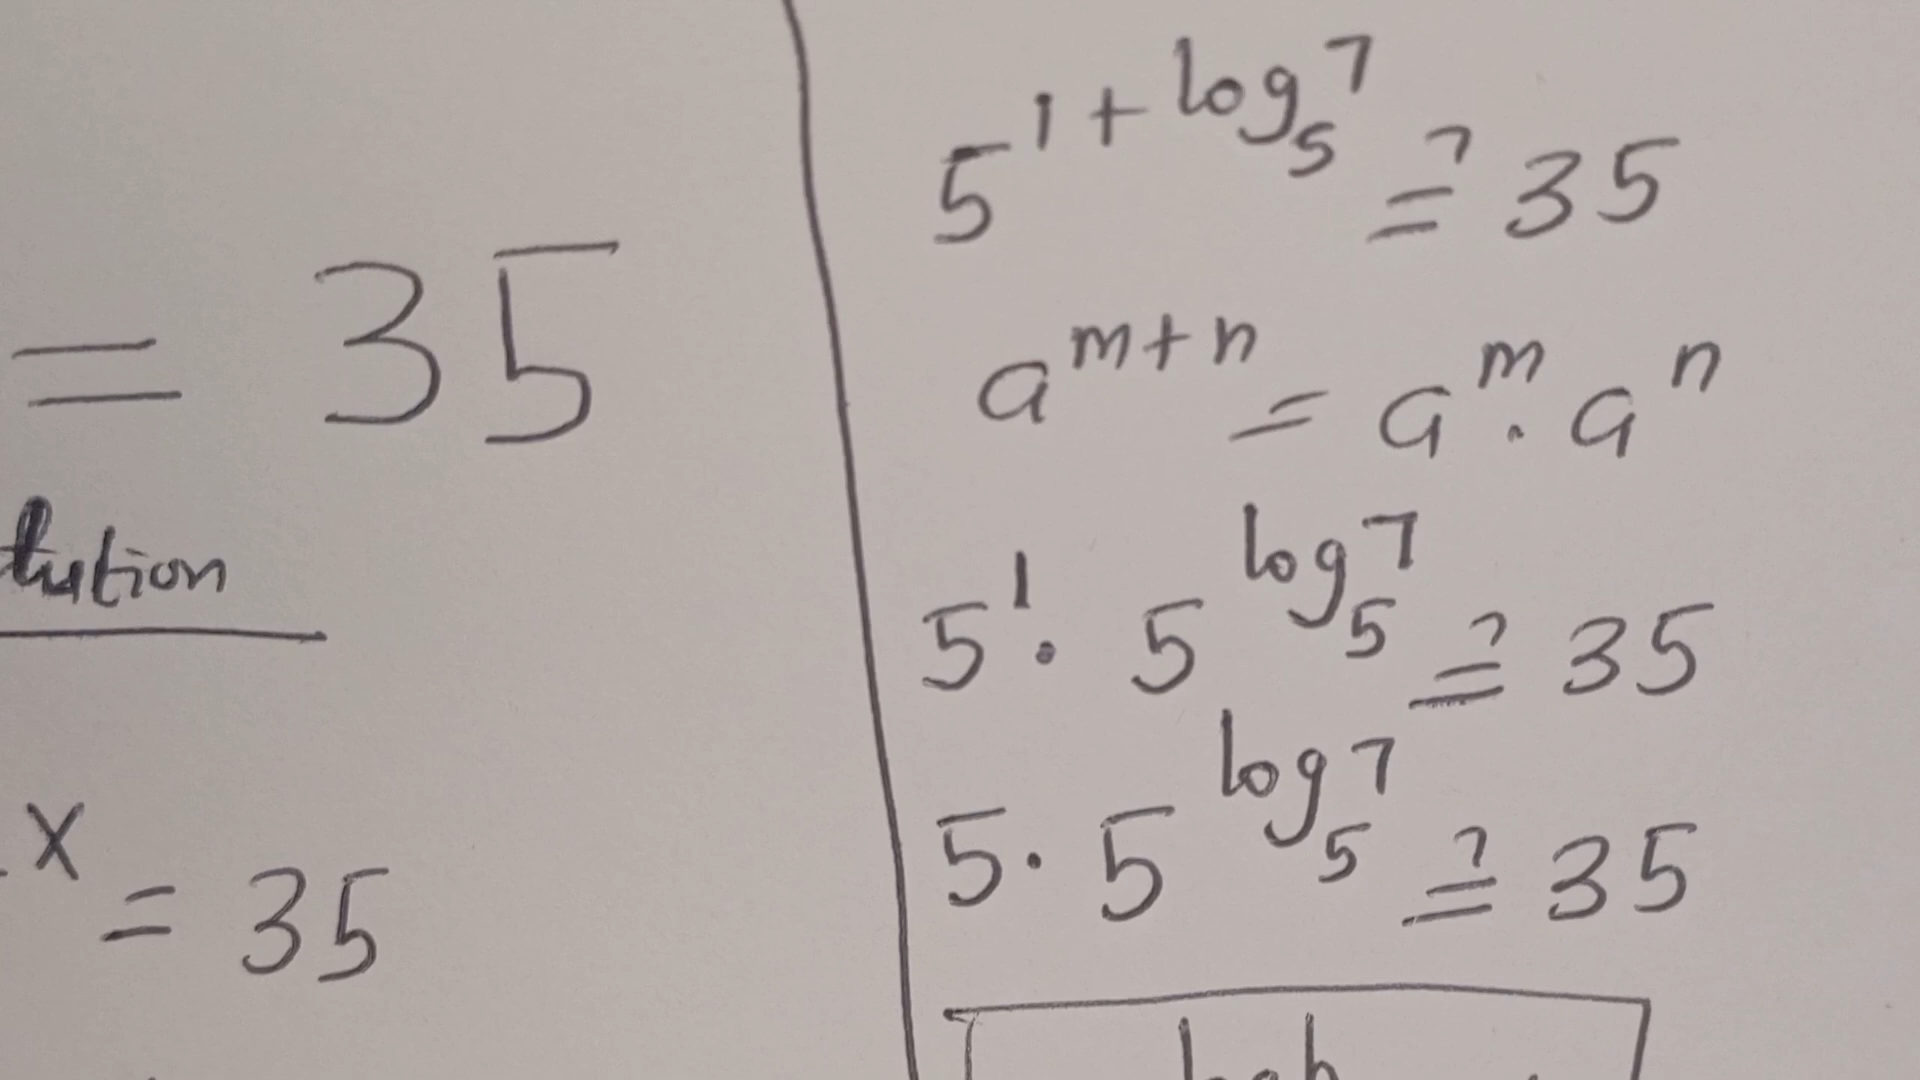 = 35
lution
x = 35
5^{1 + log_5 7} ≟ 35
a^{m+n} = a^m · a^n
5^1 · 5^{log_5 7} ≟ 35
5 · 5^{log_5 7} ≟ 35